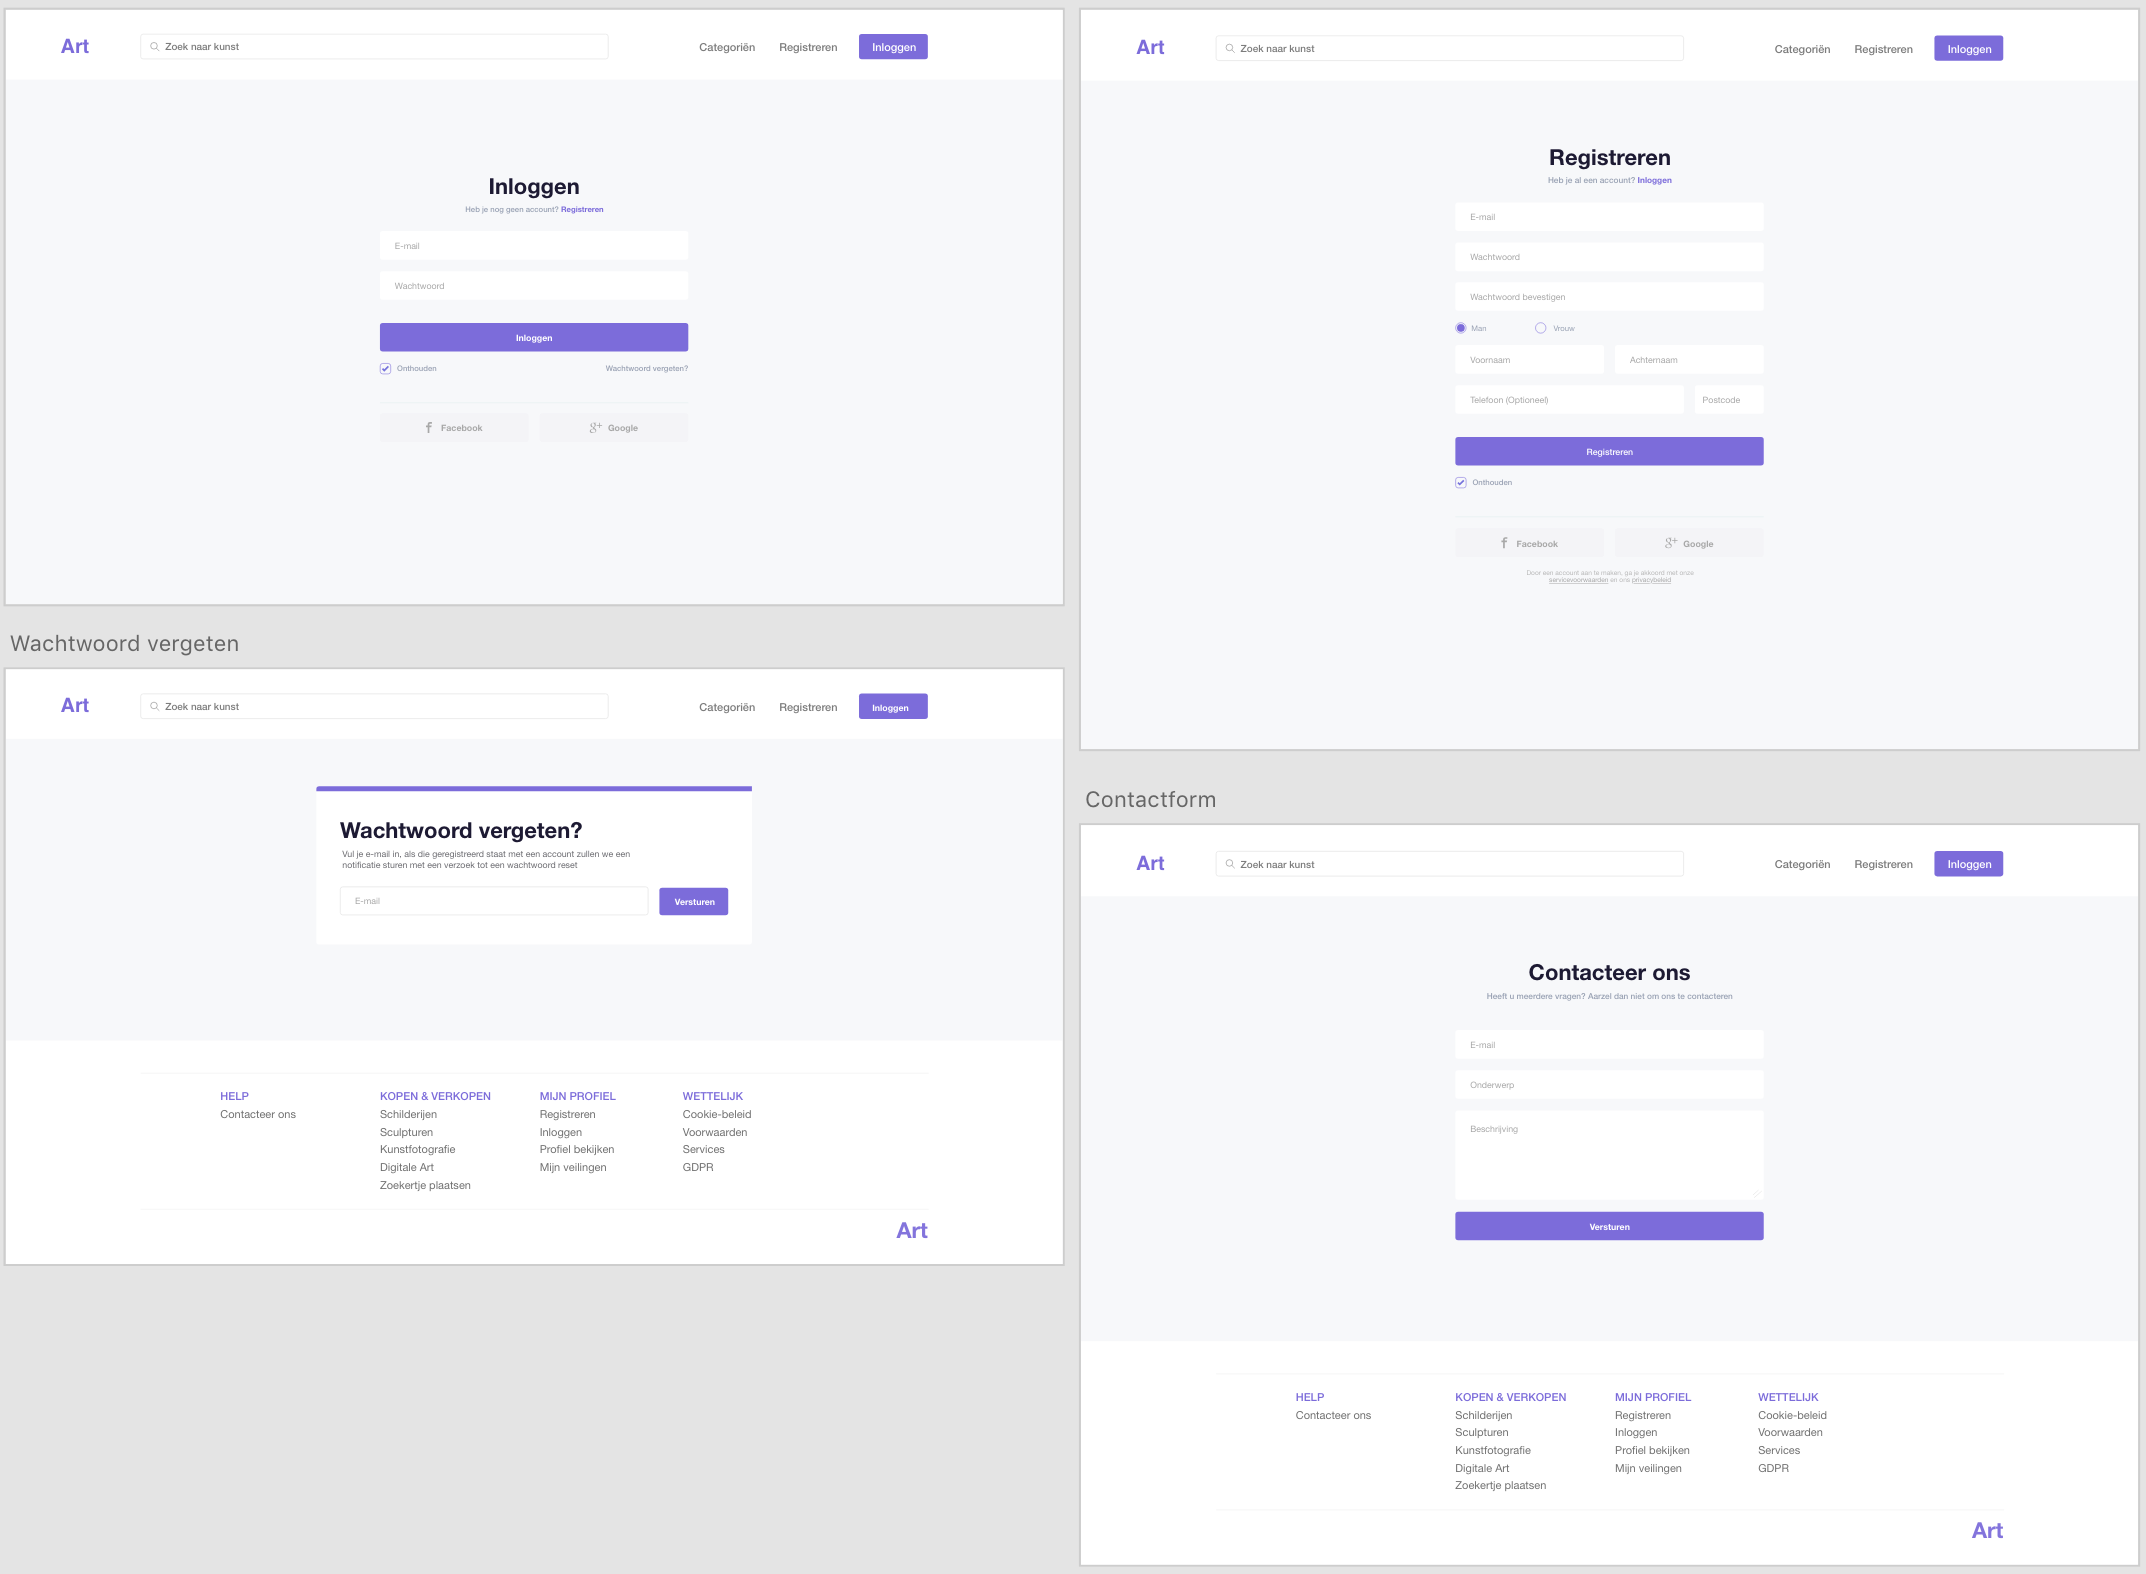 Art
Zoek naar kunst
Categoriën
Registreren
Inloggen
Inloggen
Heb je nog geen account? Registreren
E-mail
Wachtwoord
Inloggen
Onthouden
Wachtwoord vergeten?
Facebook
Google
Art
Zoek naar kunst
Categoriën
Registreren
Inloggen
Registreren
Heb je al een account? Inloggen
E-mail
Wachtwoord
Wachtwoord bevestigen
Man
Vrouw
Voornaam
Achternaam
Telefoon (Optioneel)
Postcode
Registreren
Onthouden
Facebook
Google
Door een account aan te maken, ga je akkoord met onze
servicevoorwaarden en ons privacybeleid
Wachtwoord vergeten
Art
Zoek naar kunst
Categoriën
Registreren
Inloggen
Wachtwoord vergeten?
Vul je e-mail in, als die geregistreerd staat met een account zullen we een
notificatie sturen met een verzoek tot een wachtwoord reset
E-mail
Versturen
HELP
Contacteer ons
KOPEN & VERKOPEN
Schilderijen
Sculpturen
Kunstfotografie
Digitale Art
Zoekertje plaatsen
MIJN PROFIEL
Registreren
Inloggen
Profiel bekijken
Mijn veilingen
WETTELIJK
Cookie-beleid
Voorwaarden
Services
GDPR
Art
Contactform
Art
Zoek naar kunst
Categoriën
Registreren
Inloggen
Contacteer ons
Heeft u meerdere vragen? Aarzel dan niet om ons te contacteren
E-mail
Onderwerp
Beschrijving
Versturen
HELP
Contacteer ons
KOPEN & VERKOPEN
Schilderijen
Sculpturen
Kunstfotografie
Digitale Art
Zoekertje plaatsen
MIJN PROFIEL
Registreren
Inloggen
Profiel bekijken
Mijn veilingen
WETTELIJK
Cookie-beleid
Voorwaarden
Services
GDPR
Art